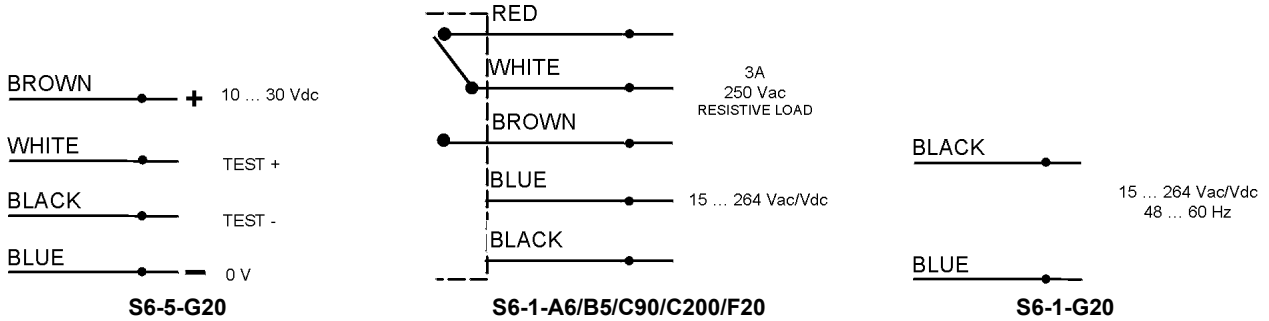 BROWN
+ 10 ... 30 Vdc
WHITE
TEST +
BLACK
TEST -
BLUE
- 0 V
S6-5-G20
RED
WHITE
3A
250 Vac
RESISTIVE LOAD
BROWN
BLUE
15 ... 264 Vac/Vdc
BLACK
S6-1-A6/B5/C90/C200/F20
BLACK
15 ... 264 Vac/Vdc
48 ... 60 Hz
BLUE
S6-1-G20